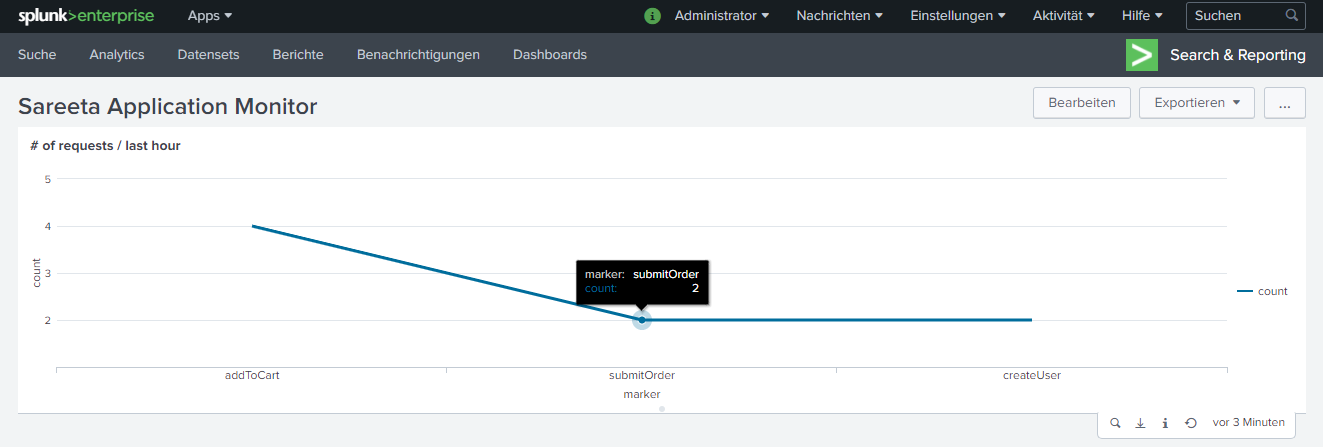 splunk>enterprise Apps i Administrator Nachrichten Einstellungen Aktivität Hilfe Suchen
Suche Analytics Datensets Berichte Benachrichtigungen Dashboards > Search & Reporting
Sareeta Application Monitor Bearbeiten Exportieren ...
# of requests / last hour
5
4
3
2
count
marker: submitOrder
count: 2
count
addToCart submitOrder createUser
marker
vor 3 Minuten